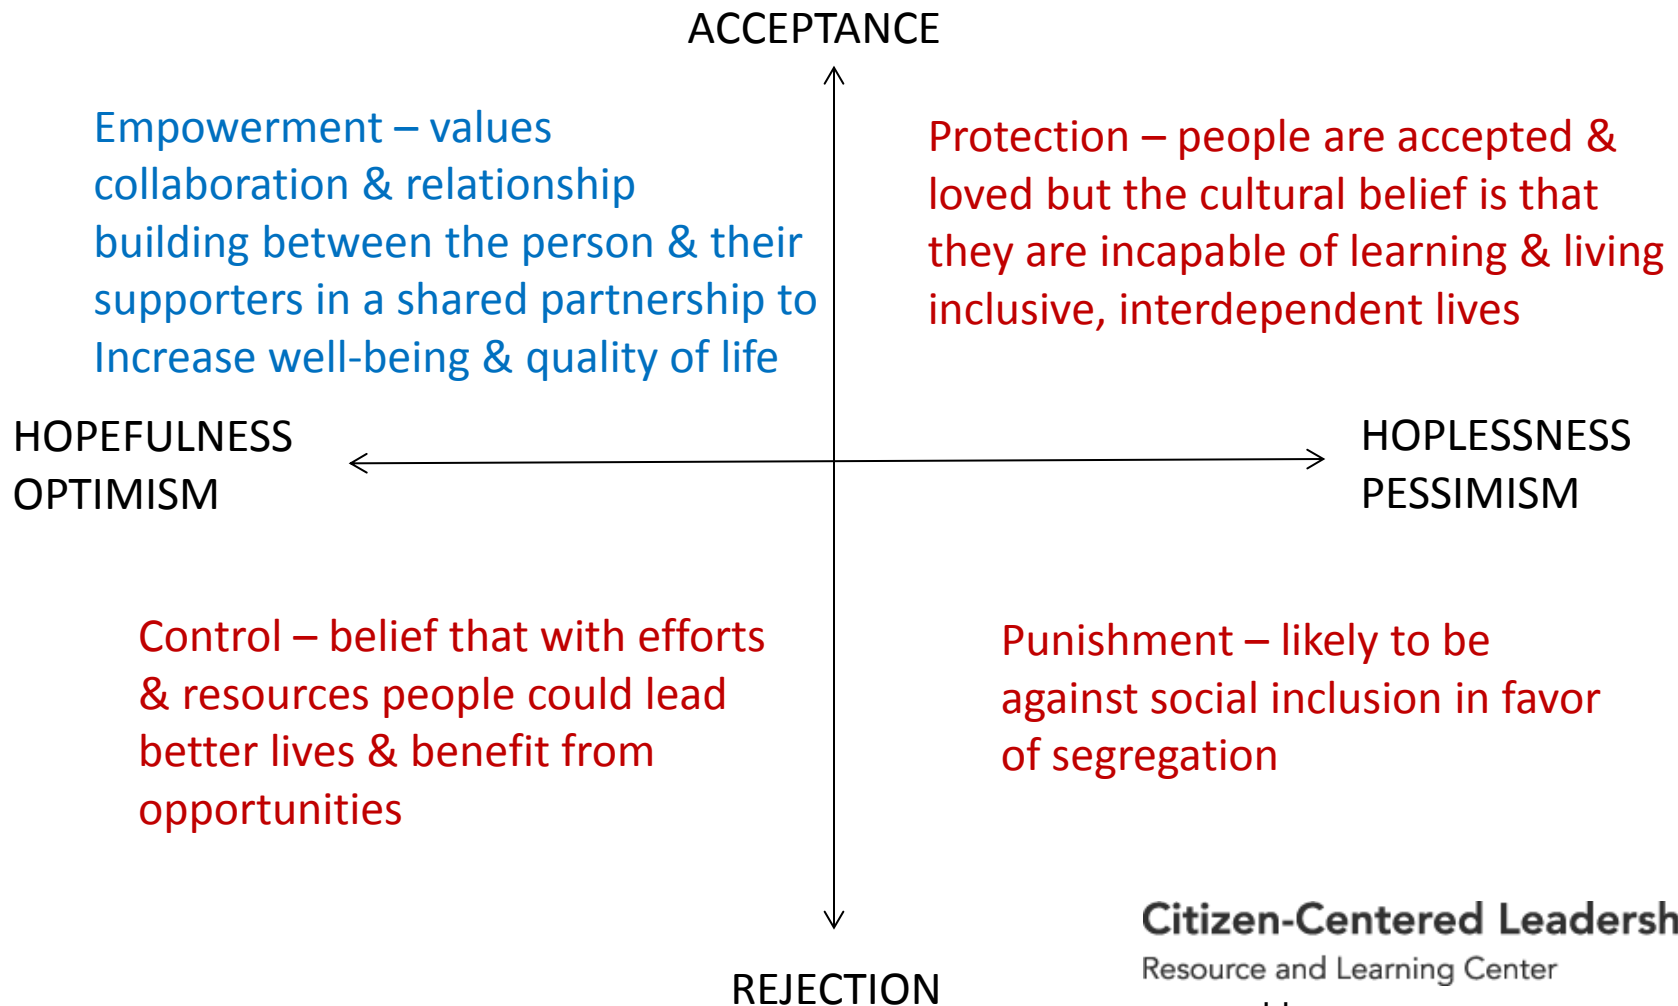 ACCEPTANCE
Empowerment – values
collaboration & relationship
building between the person & their
supporters in a shared partnership to
Increase well-being & quality of life
Protection – people are accepted &
loved but the cultural belief is that
they are incapable of learning & living
inclusive, interdependent lives
HOPEFULNESS
OPTIMISM
HOPLESSNESS
PESSIMISM
Control – belief that with efforts
& resources people could lead
better lives & benefit from
opportunities
Punishment – likely to be
against social inclusion in favor
of segregation
Citizen-Centered Leadersh
Resource and Learning Center
REJECTION